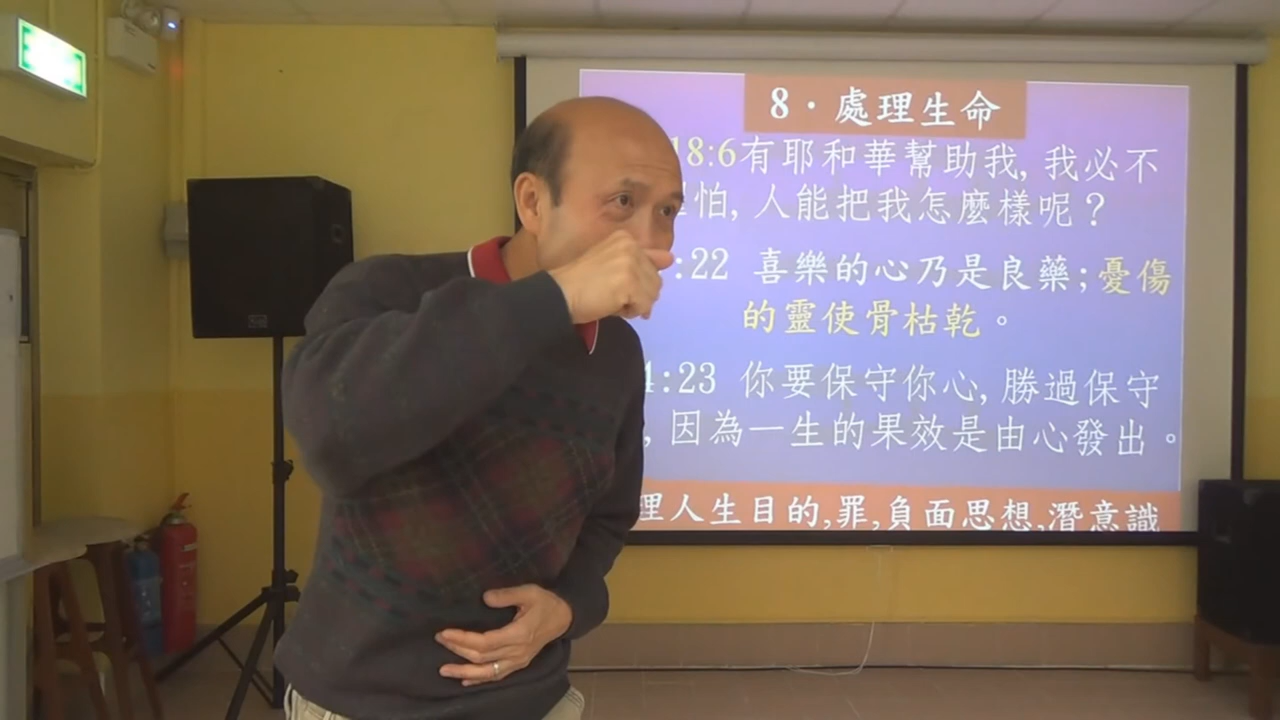 8·處理生命
18:6有耶和華幫助我,我必不
怕,人能把我怎麼樣呢？
:22 喜樂的心乃是良藥;憂傷
的靈使骨枯乾。
4:23 你要保守你心,勝過保守
,因為一生的果效是由心發出。
理人生目的,罪,負面思想,潛意識